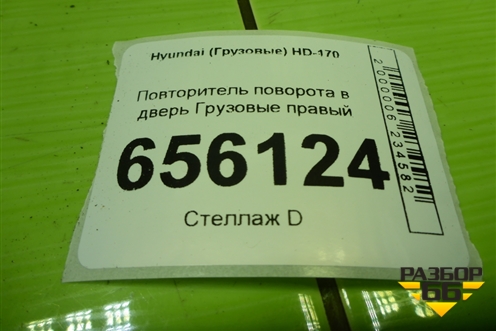 Hyundai (Грузовые) HD-170
Повторитель поворота в
дверь Грузовые правый
656124
Стеллаж D
2000006234582
РАЗБОР
66